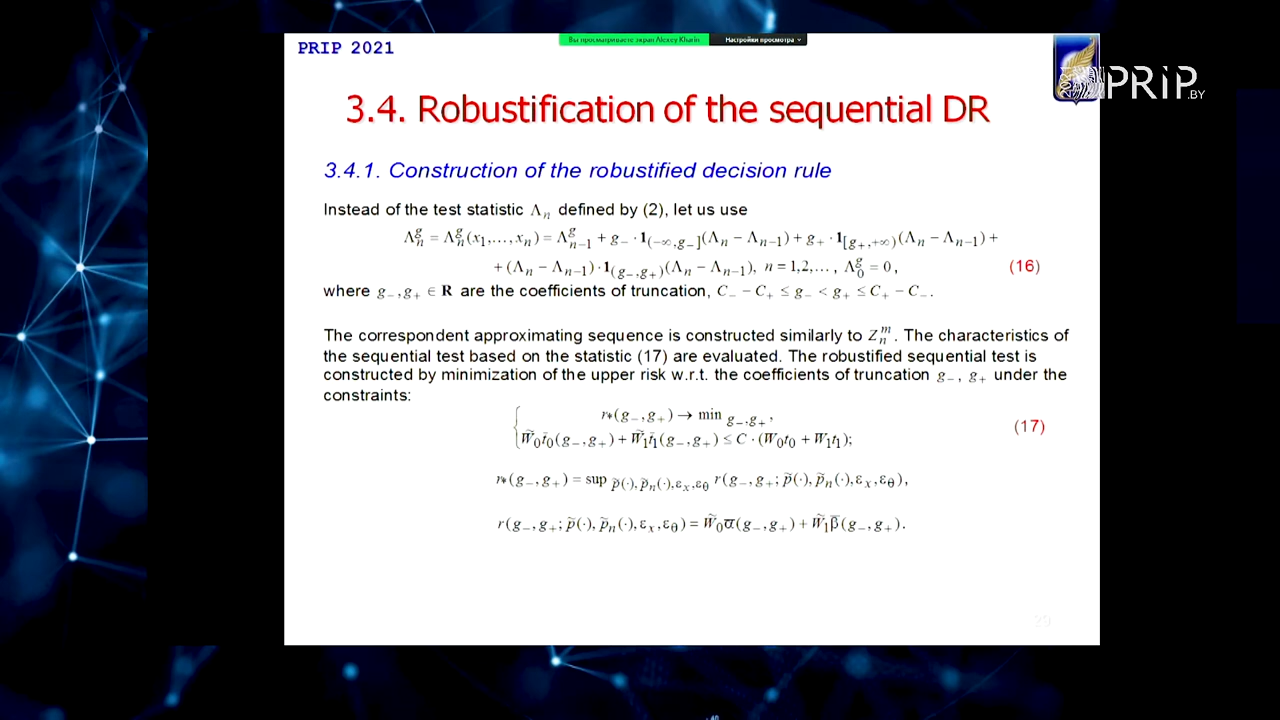 PRIP 2021
Вы просматриваете экран Alexey Kharin
Настройки просмотра
PRIP.BY
3.4. Robustification of the sequential DR
3.4.1. Construction of the robustified decision rule
Instead of the test statistic Λ_n defined by (2), let us use
Λ_n^g = Λ_n^g(x_1,…,x_n) = Λ_{n−1}^g + g_− · 1_{(−∞,g_−]}(Λ_n − Λ_{n−1}) + g_+ · 1_{[g_+,+∞)}(Λ_n − Λ_{n−1}) +
+ (Λ_n − Λ_{n−1}) · 1_{(g_−,g_+)}(Λ_n − Λ_{n−1}), n = 1,2,…, Λ_0^g = 0, (16)
where g_−, g_+ ∈ R are the coefficients of truncation, C_− − C_+ ≤ g_− < g_+ ≤ C_+ − C_−.
The correspondent approximating sequence is constructed similarly to Z_n^m. The characteristics of
the sequential test based on the statistic (17) are evaluated. The robustified sequential test is
constructed by minimization of the upper risk w.r.t. the coefficients of truncation g_−, g_+ under the
constraints:
{ r*(g_−,g_+) → min_{g_−,g_+},
W̃_0 t̄_0(g_−,g_+) + W̃_1 t̄_1(g_−,g_+) ≤ C · (W_0 t_0 + W_1 t_1); (17)
r*(g_−,g_+) = sup_{p̃(·),p̃_n(·),ε_x,ε_θ} r(g_−,g_+; p̃(·), p̃_n(·), ε_x, ε_θ),
r(g_−,g_+; p̃(·), p̃_n(·), ε_x, ε_θ) = W̃_0 ᾱ(g_−,g_+) + W̃_1 β̄(g_−,g_+).
29